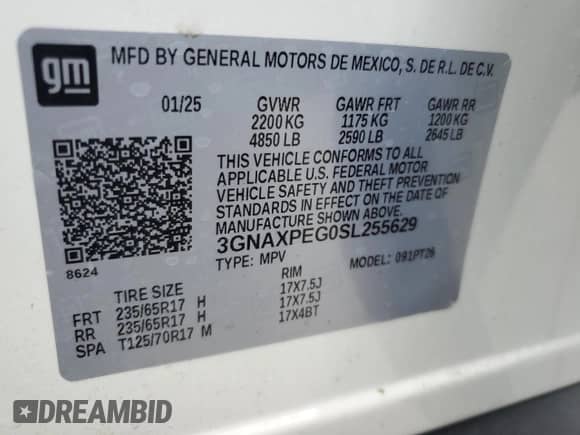 gm
MFD BY GENERAL MOTORS DE MEXICO, S. DE R.L. DE C.V.
01/25 GVWR GAWR FRT GAWR RR
2200 KG 1175 KG 1200 KG
4850 LB 2590 LB 2645 LB
THIS VEHICLE CONFORMS TO ALL
APPLICABLE U.S. FEDERAL MOTOR
VEHICLE SAFETY AND THEFT PREVENTION
STANDARDS IN EFFECT ON THE DATE OF
MANUFACTURE SHOWN ABOVE.
3GNAXPEG0SL255629
8624 TYPE: MPV MODEL: 091PT26
TIRE SIZE RIM
FRT 235/65R17 H 17X7.5J
RR 235/65R17 H 17X7.5J
SPA T125/70R17 M 17X4BT
DREAMBID